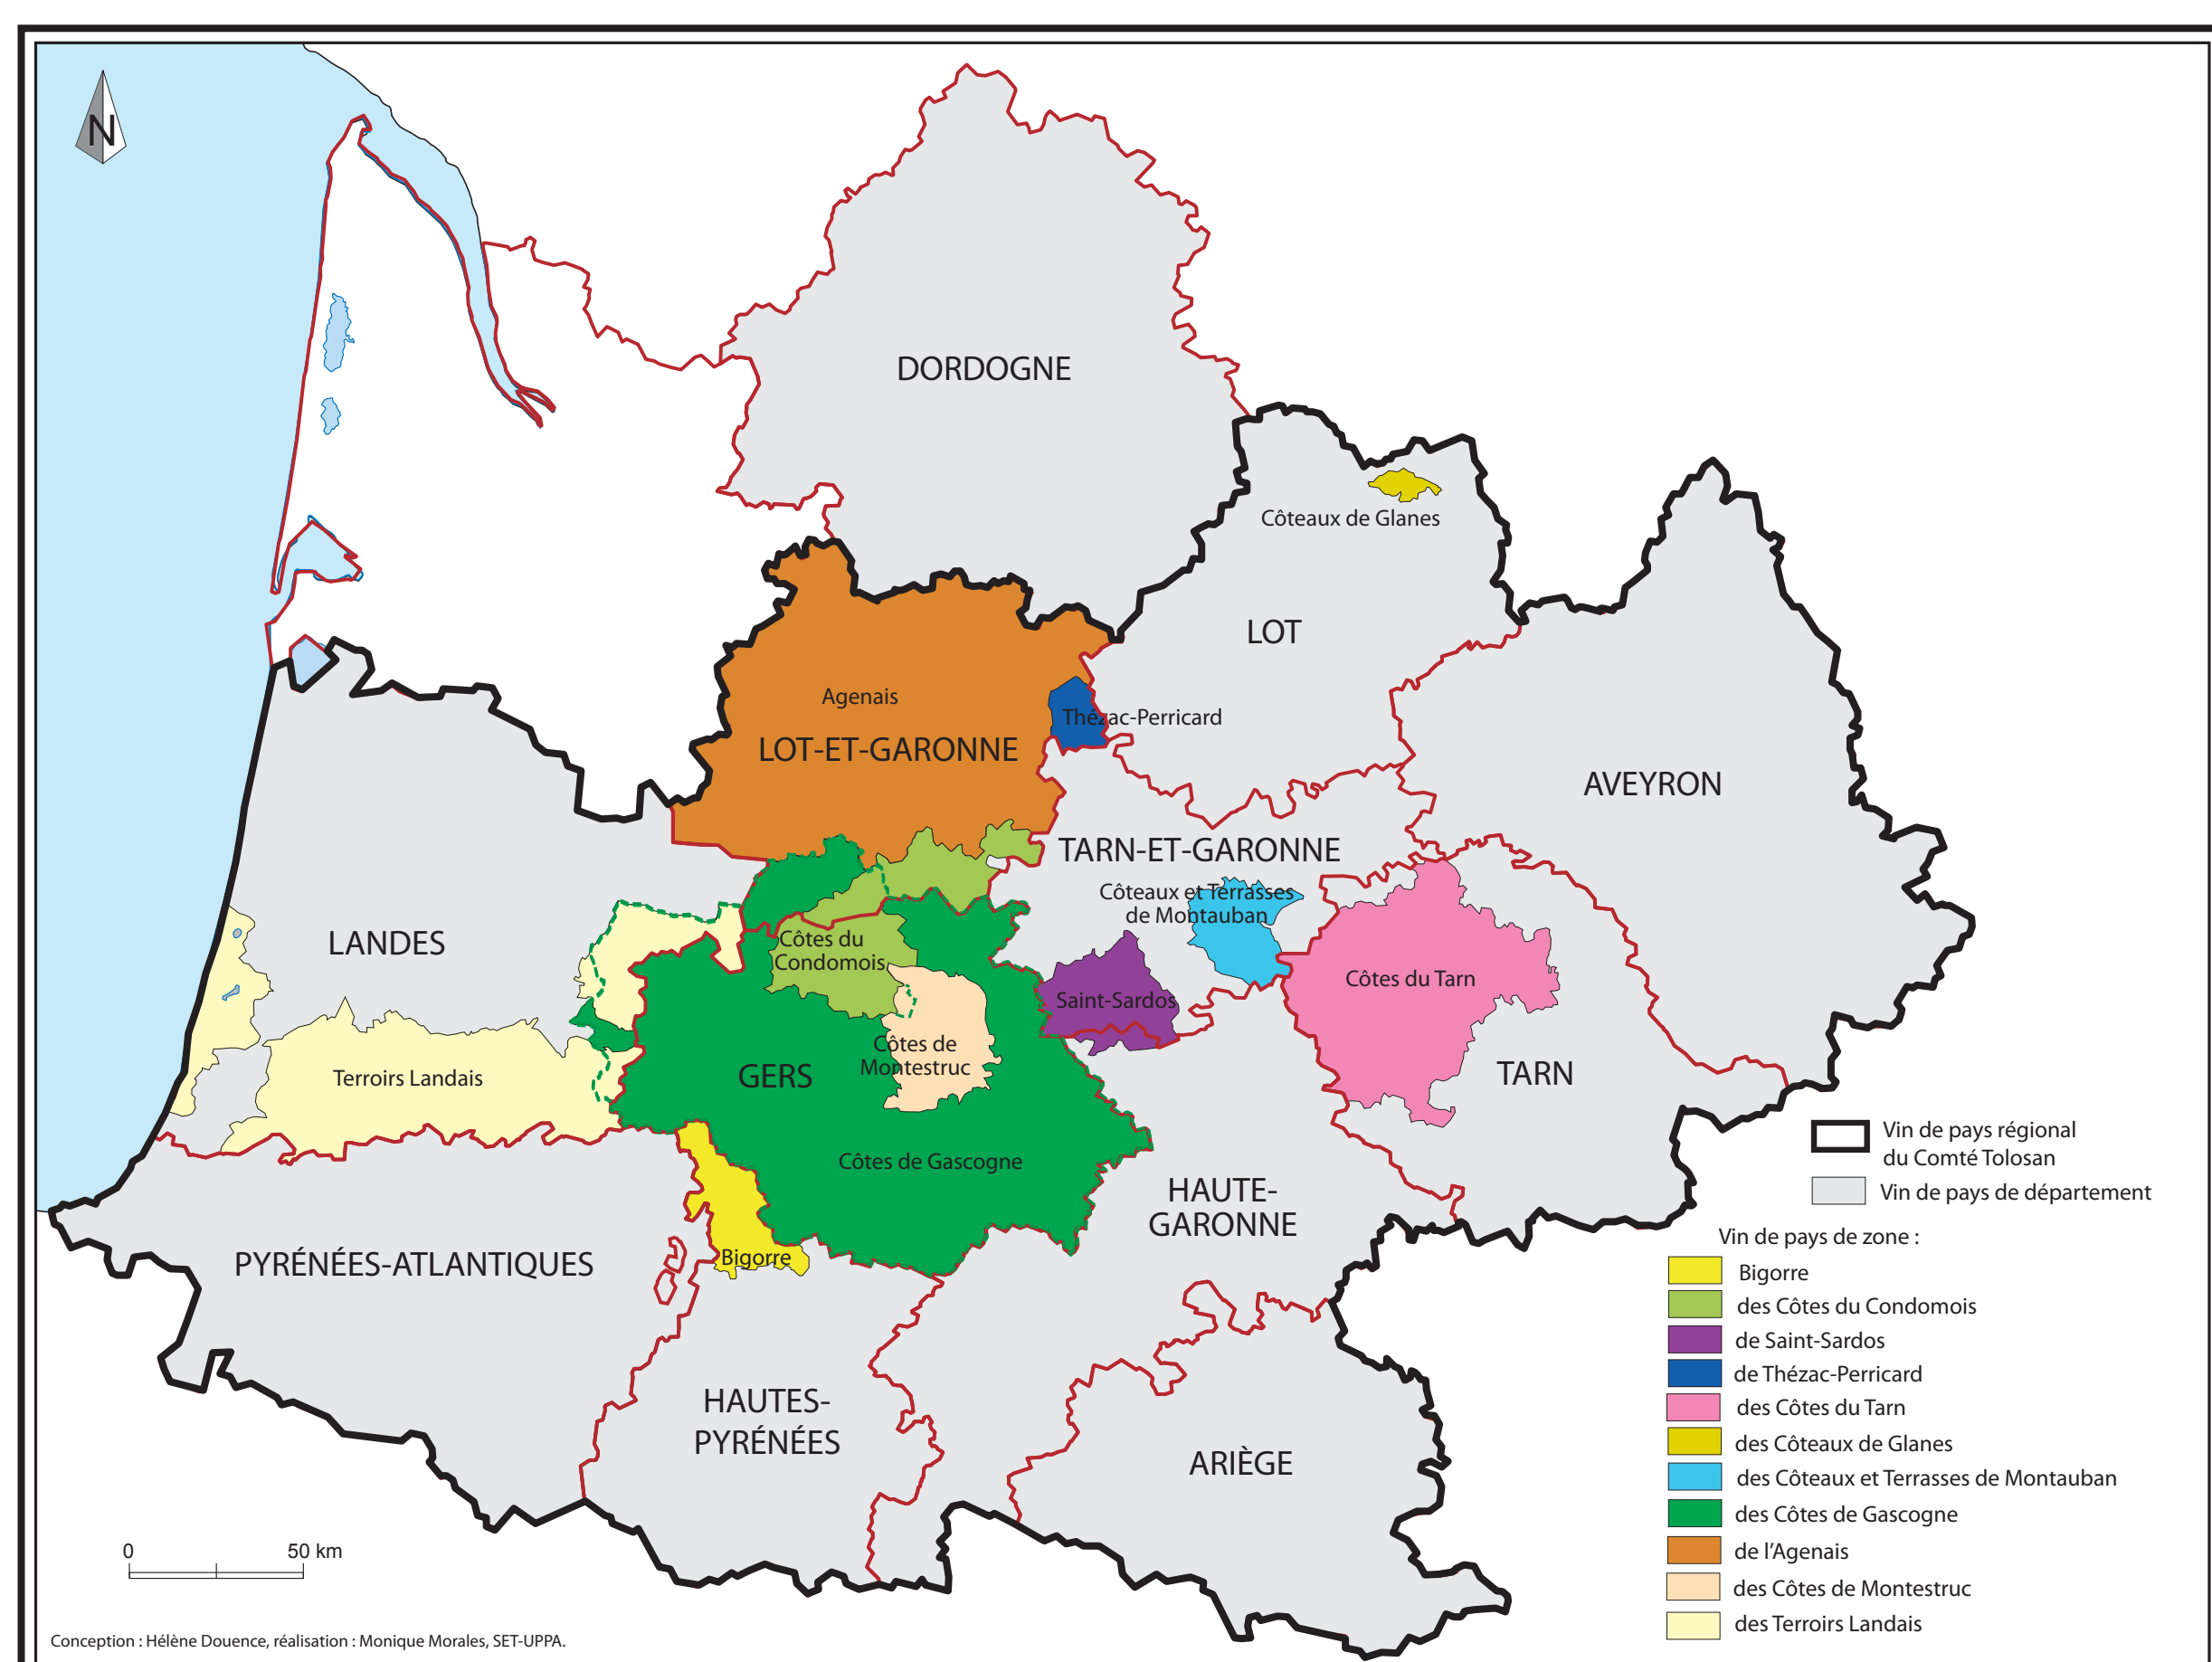 N
DORDOGNE
Côteaux de Glanes
LOT
Agenais
Thézac-Perricard
LOT-ET-GARONNE
AVEYRON
TARN-ET-GARONNE
Côteaux et Terrasses
de Montauban
LANDES
Côtes du
Condomois
Côtes du Tarn
Saint-Sardos
Côtes de
Montestruc
Terroirs Landais
GERS
TARN
Côtes de Gascogne
HAUTE-
GARONNE
Bigorre
PYRÉNÉES-ATLANTIQUES
HAUTES-
PYRÉNÉES
ARIÈGE
Vin de pays régional
du Comté Tolosan
Vin de pays de département
Vin de pays de zone :
Bigorre
des Côtes du Condomois
de Saint-Sardos
de Thézac-Perricard
des Côtes du Tarn
des Côteaux de Glanes
des Côteaux et Terrasses de Montauban
des Côtes de Gascogne
de l'Agenais
des Côtes de Montestruc
des Terroirs Landais
0 50 km
Conception : Hélène Douence, réalisation : Monique Morales, SET-UPPA.